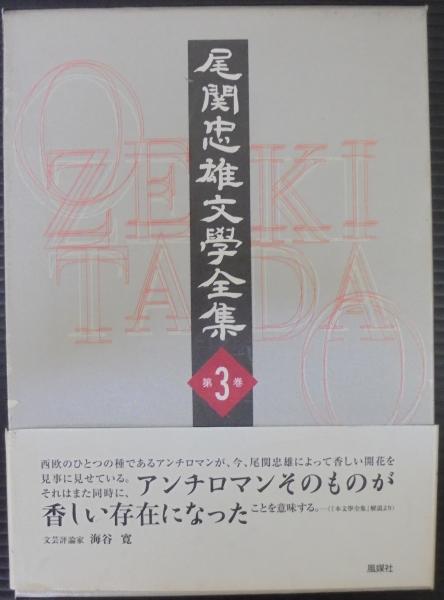 尾関忠雄文學全集
第3巻
O
ZEKI
TADA
O
西欧のひとつの種であるアンチロマンが、今、尾関忠雄によって香しい開花を
見事に見せている。
それはまた同時に、アンチロマンそのものが
香しい存在になったことを意味する。―(『本文學全集』解説より)
文芸評論家 海谷 寛
風媒社